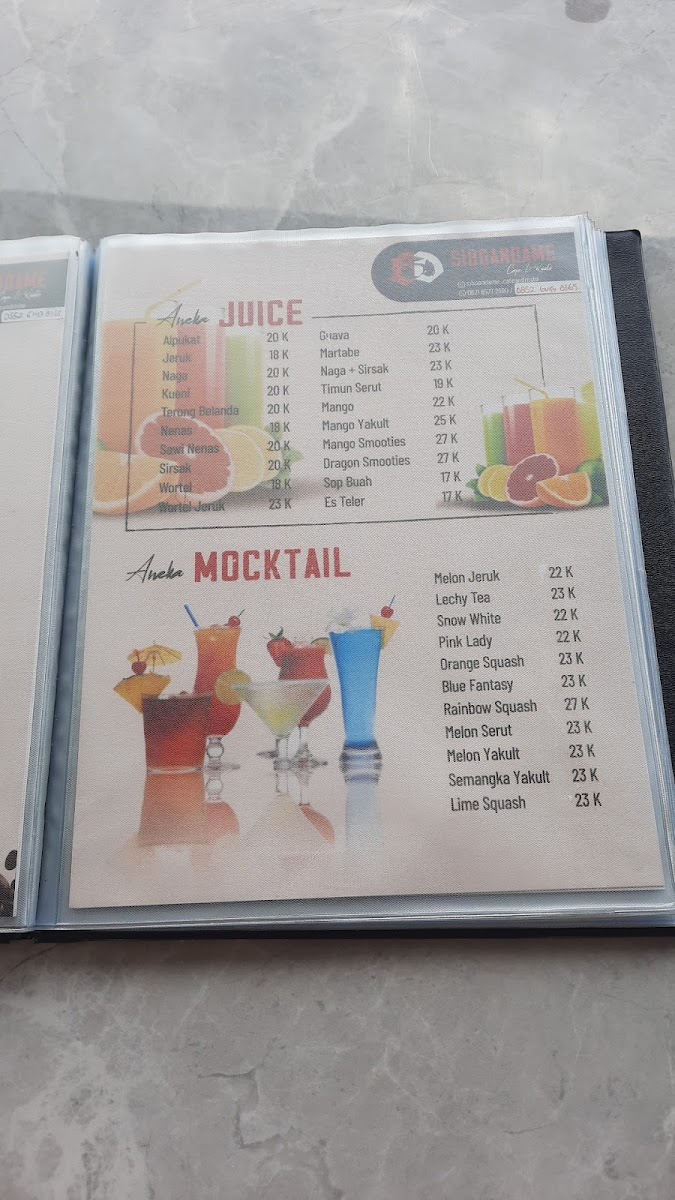 SIBGANDAME
Aneka JUICE
Alpukat 20 K
Jeruk 18 K
Naga 20 K
Kueni 20 K
Terong Belanda 20 K
Nenas 18 K
Sawi Nenas 20 K
Sirsak 20 K
Wortel 18 K
Wortel Jeruk 23 K
Guava 20 K
Martabe 23 K
Naga + Sirsak 23 K
Timun Serut 19 K
Mango 22 K
Mango Yakult 25 K
Mango Smooties 27 K
Dragon Smooties 27 K
Sop Buah 17 K
Es Teler 17 K
Aneka MOCKTAIL
Melon Jeruk 22 K
Lechy Tea 23 K
Snow White 22 K
Pink Lady 22 K
Orange Squash 23 K
Blue Fantasy 23 K
Rainbow Squash 27 K
Melon Serut 23 K
Melon Yakult 23 K
Semangka Yakult 23 K
Lime Squash 23 K